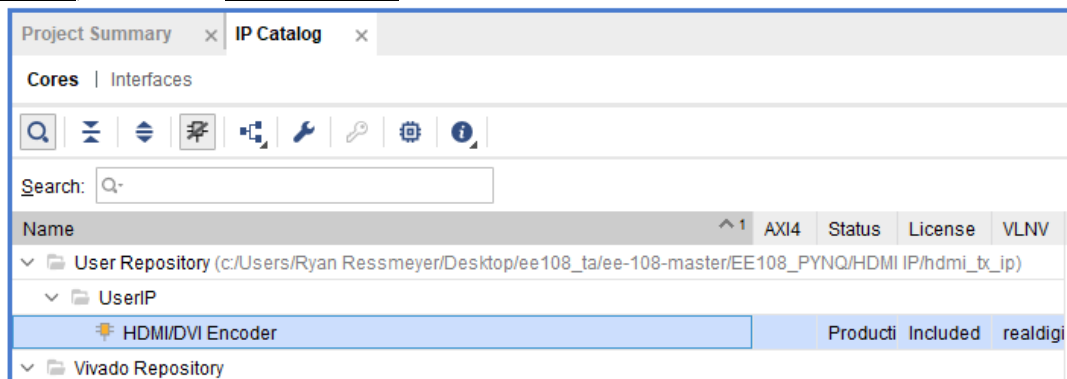 Project Summary × IP Catalog ×
Cores | Interfaces
Search:
Name ^ 1 AXI4 Status License VLNV
User Repository (c:/Users/Ryan Ressmeyer/Desktop/ee108_ta/ee-108-master/EE108_PYNQ/HDMI IP/hdmi_tx_ip)
UserIP
HDMI/DVI Encoder Producti Included realdigi
Vivado Repository